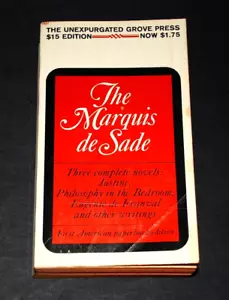 THE UNEXPURGATED GROVE PRESS
$15 EDITION NOW $1.75
The
Marquis
de Sade
Three complete novels
Justine
Philosophy in the Bedroom,
Eugénie de Franval
and other writings
First American paperback edition